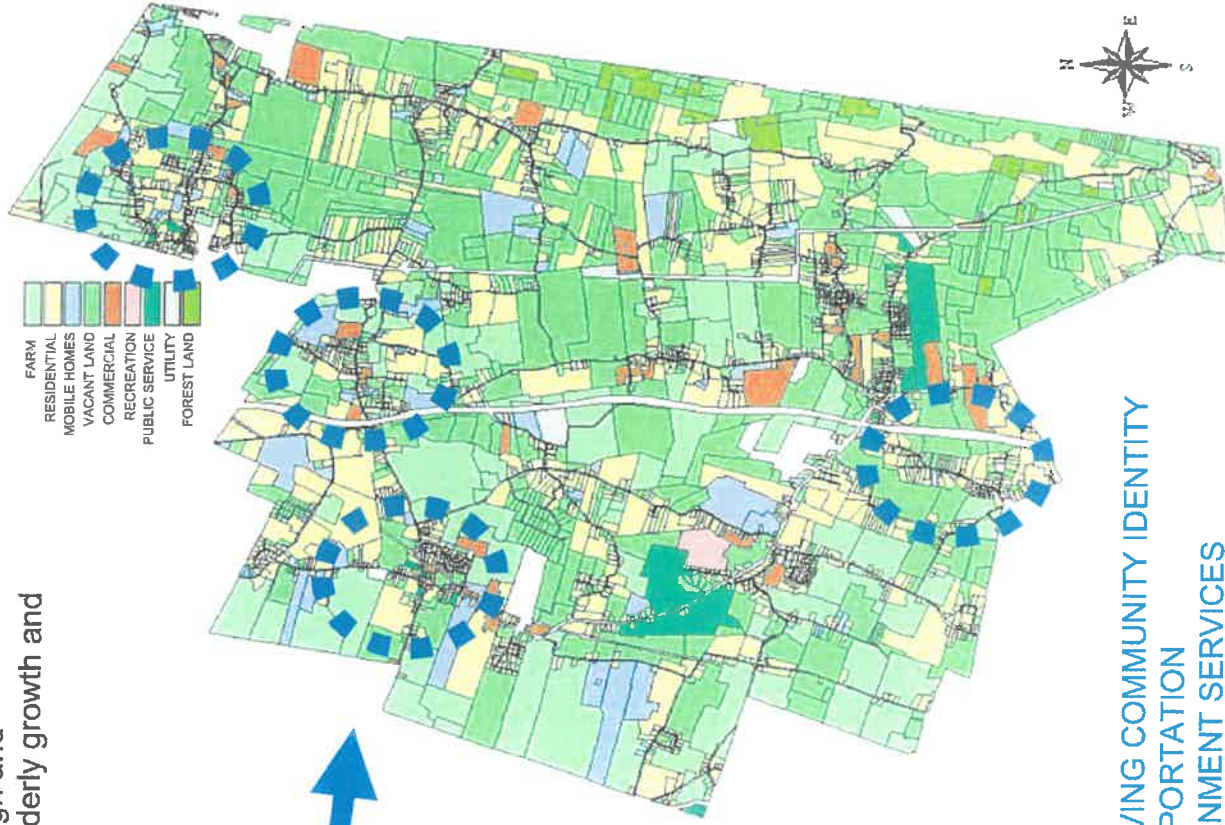 derly growth and
FARM
RESIDENTIAL
MOBILE HOMES
VACANT LAND
COMMERCIAL
RECREATION
PUBLIC SERVICE
UTILITY
FOREST LAND
N
W
E
S
VING COMMUNITY IDENTITY
PORTATION
NMENT SERVICES